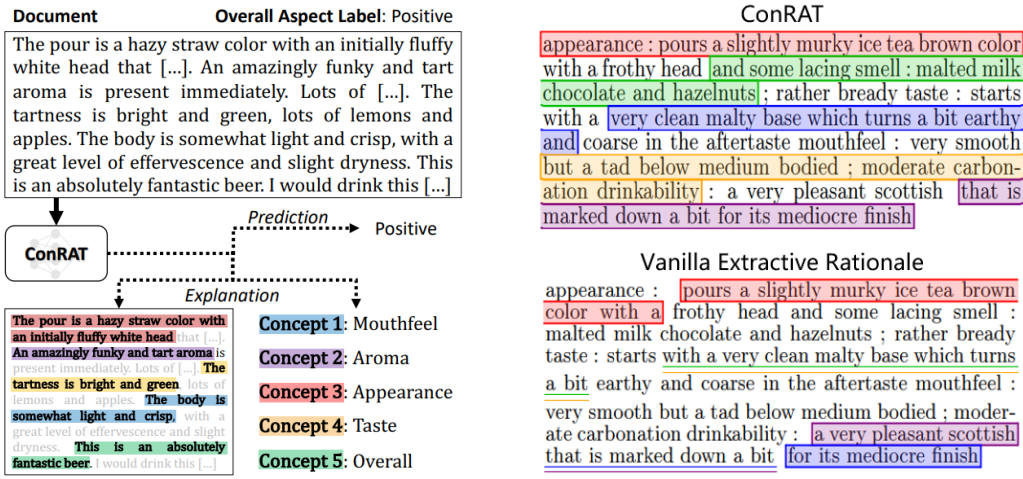 Document Overall Aspect Label: Positive
The pour is a hazy straw color with an initially fluffy
white head that [...]. An amazingly funky and tart
aroma is present immediately. Lots of [...]. The
tartness is bright and green, lots of lemons and
apples. The body is somewhat light and crisp, with a
great level of effervescence and slight dryness. This
is an absolutely fantastic beer. I would drink this [...]
Prediction
Positive
ConRAT
Explanation
The pour is a hazy straw color with
an initially fluffy white head that [...].
An amazingly funky and tart aroma is
present immediately. Lots of [...]. The
tartness is bright and green, lots of
lemons and apples. The body is
somewhat light and crisp, with a
great level of effervescence and slight
dryness. This is an absolutely
fantastic beer. I would drink this [...]
Concept 1: Mouthfeel
Concept 2: Aroma
Concept 3: Appearance
Concept 4: Taste
Concept 5: Overall
ConRAT
appearance : pours a slightly murky ice tea brown color
with a frothy head and some lacing smell : malted milk
chocolate and hazelnuts ; rather bready taste : starts
with a very clean malty base which turns a bit earthy
and coarse in the aftertaste mouthfeel : very smooth
but a tad below medium bodied ; moderate carbon-
ation drinkability : a very pleasant scottish that is
marked down a bit for its mediocre finish
Vanilla Extractive Rationale
appearance : pours a slightly murky ice tea brown
color with a frothy head and some lacing smell :
malted milk chocolate and hazelnuts ; rather bready
taste : starts with a very clean malty base which turns
a bit earthy and coarse in the aftertaste mouthfeel :
very smooth but a tad below medium bodied ; moder-
ate carbonation drinkability : a very pleasant scottish
that is marked down a bit for its mediocre finish